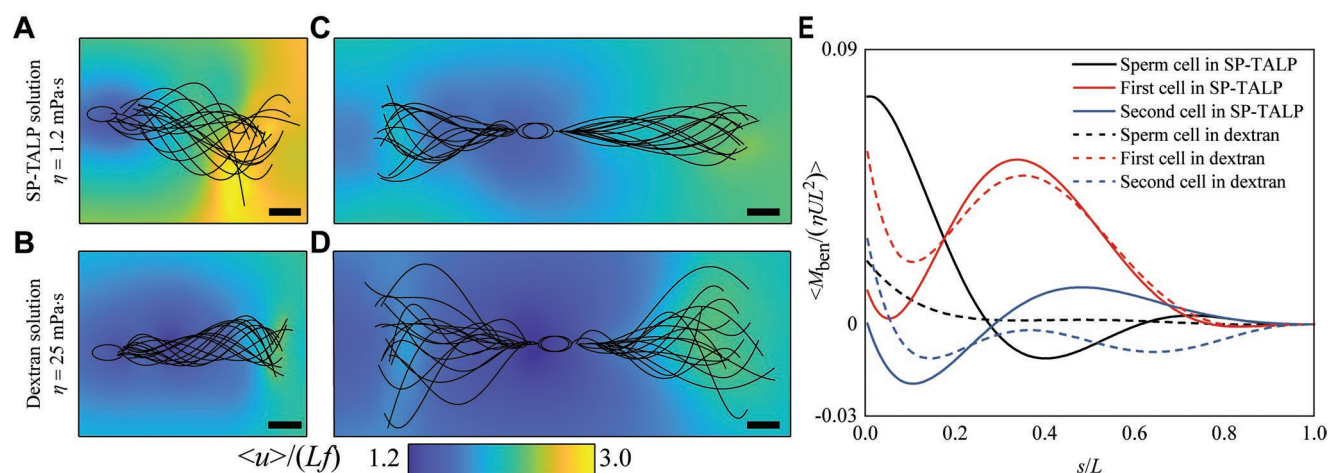 A
C
E
SP-TALP solution
η = 1.2 mPa·s
B
D
Dextran solution
η = 25 mPa·s
<u>/(Lf)
1.2
3.0
0.09
Sperm cell in SP-TALP
First cell in SP-TALP
Second cell in SP-TALP
Sperm cell in dextran
First cell in dextran
Second cell in dextran
<M_ben/(ηUL²)>
0
-0.03
0.0
0.2
0.4
0.6
0.8
1.0
s/L